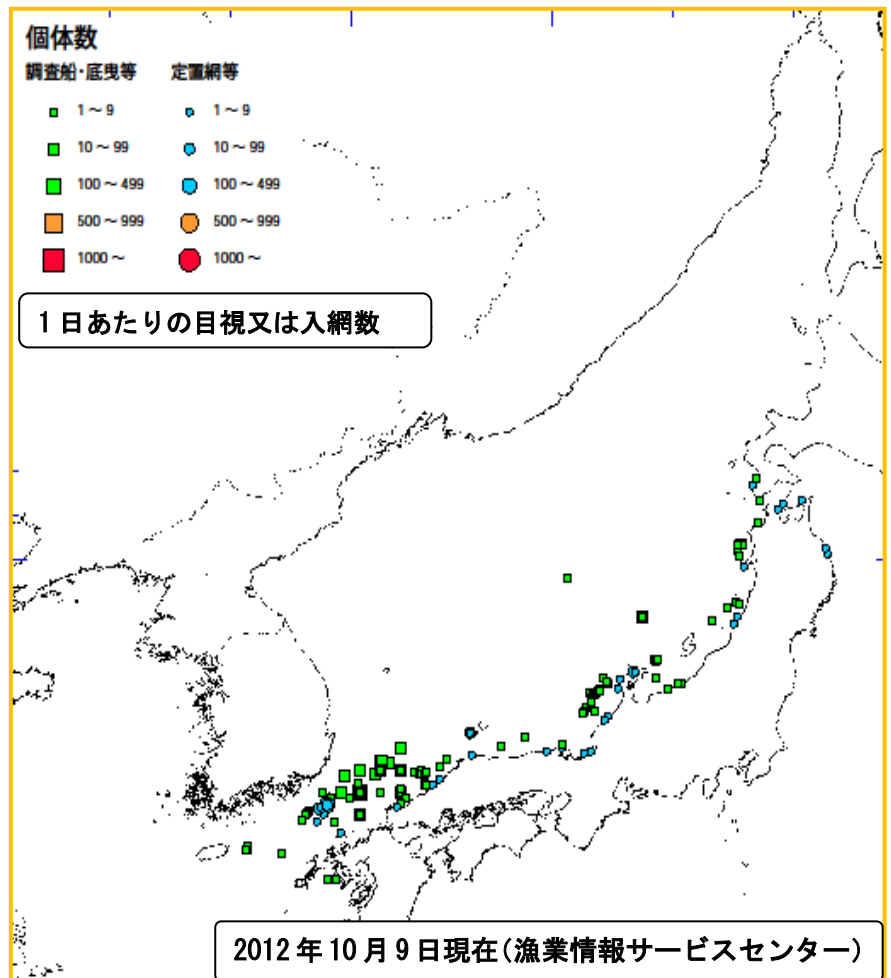 個体数
調査船・底曳等 定置網等
1～9 1～9
10～99 10～99
100～499 100～499
500～999 500～999
1000～ 1000～
1日あたりの目視又は入網数
2012年10月9日現在(漁業情報サービスセンター)